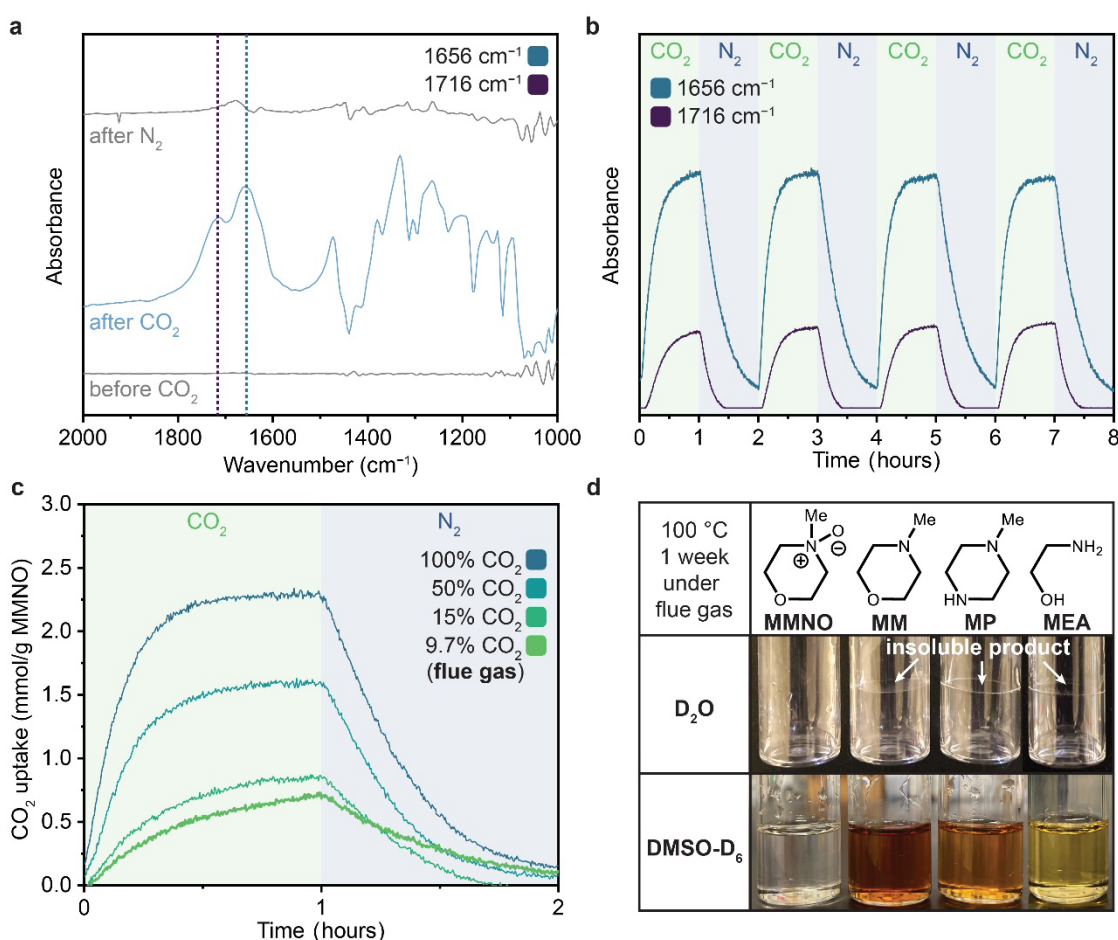 a
1656 cm⁻¹
1716 cm⁻¹
after N₂
after CO₂
before CO₂
Absorbance
2000 1800 1600 1400 1200 1000
Wavenumber (cm⁻¹)
b
CO₂ N₂ CO₂ N₂ CO₂ N₂ CO₂ N₂
1656 cm⁻¹
1716 cm⁻¹
Absorbance
0 1 2 3 4 5 6 7 8
Time (hours)
c
CO₂ N₂
100% CO₂
50% CO₂
15% CO₂
9.7% CO₂
(flue gas)
CO₂ uptake (mmol/g MMNO)
3.0
2.5
2.0
1.5
1.0
0.5
0.0
0 1 2
Time (hours)
d
100 °C
1 week
under
flue gas
Me
N
O
⊕
⊖
O
MMNO
Me
N
O
MM
Me
N
HN
MP
NH₂
OH
MEA
D₂O
insoluble product
DMSO-D₆